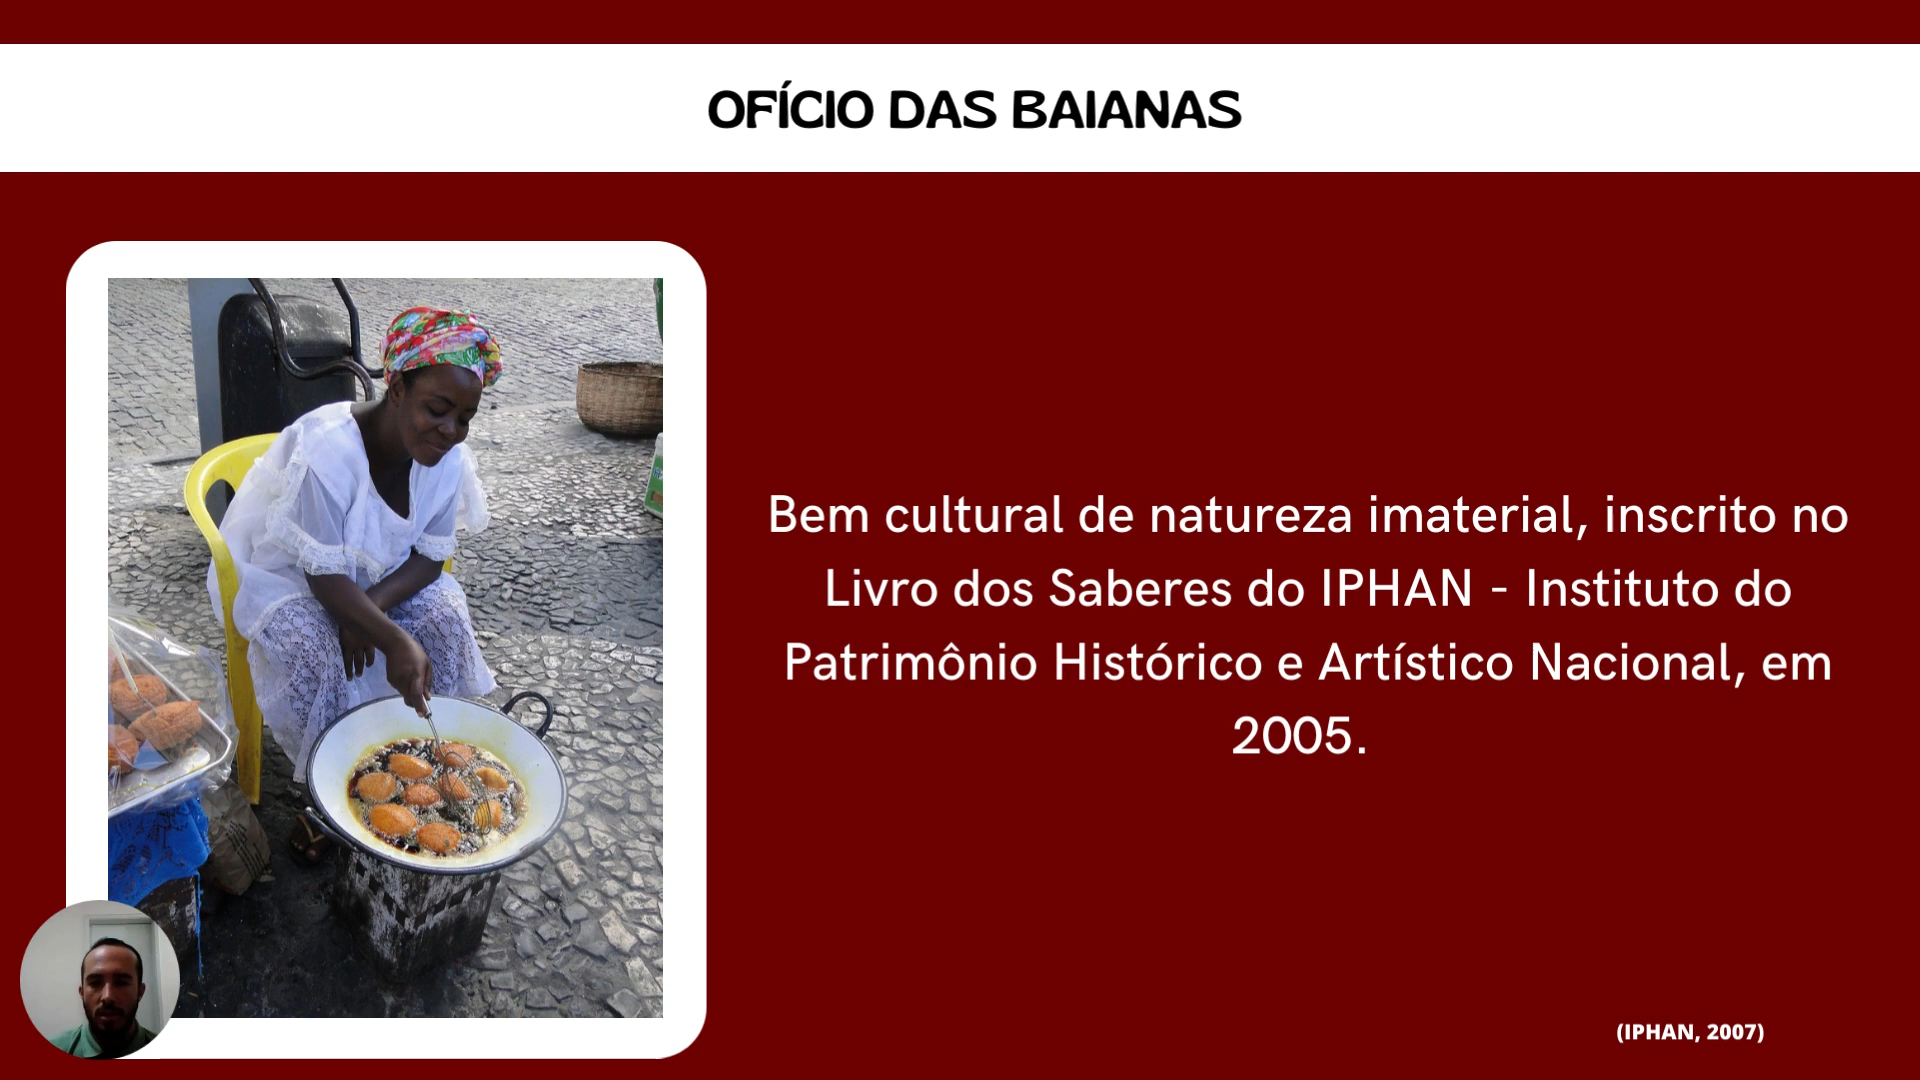 OFÍCIO DAS BAIANAS
Bem cultural de natureza imaterial, inscrito no
Livro dos Saberes do IPHAN - Instituto do
Patrimônio Histórico e Artístico Nacional, em
2005.
(IPHAN, 2007)